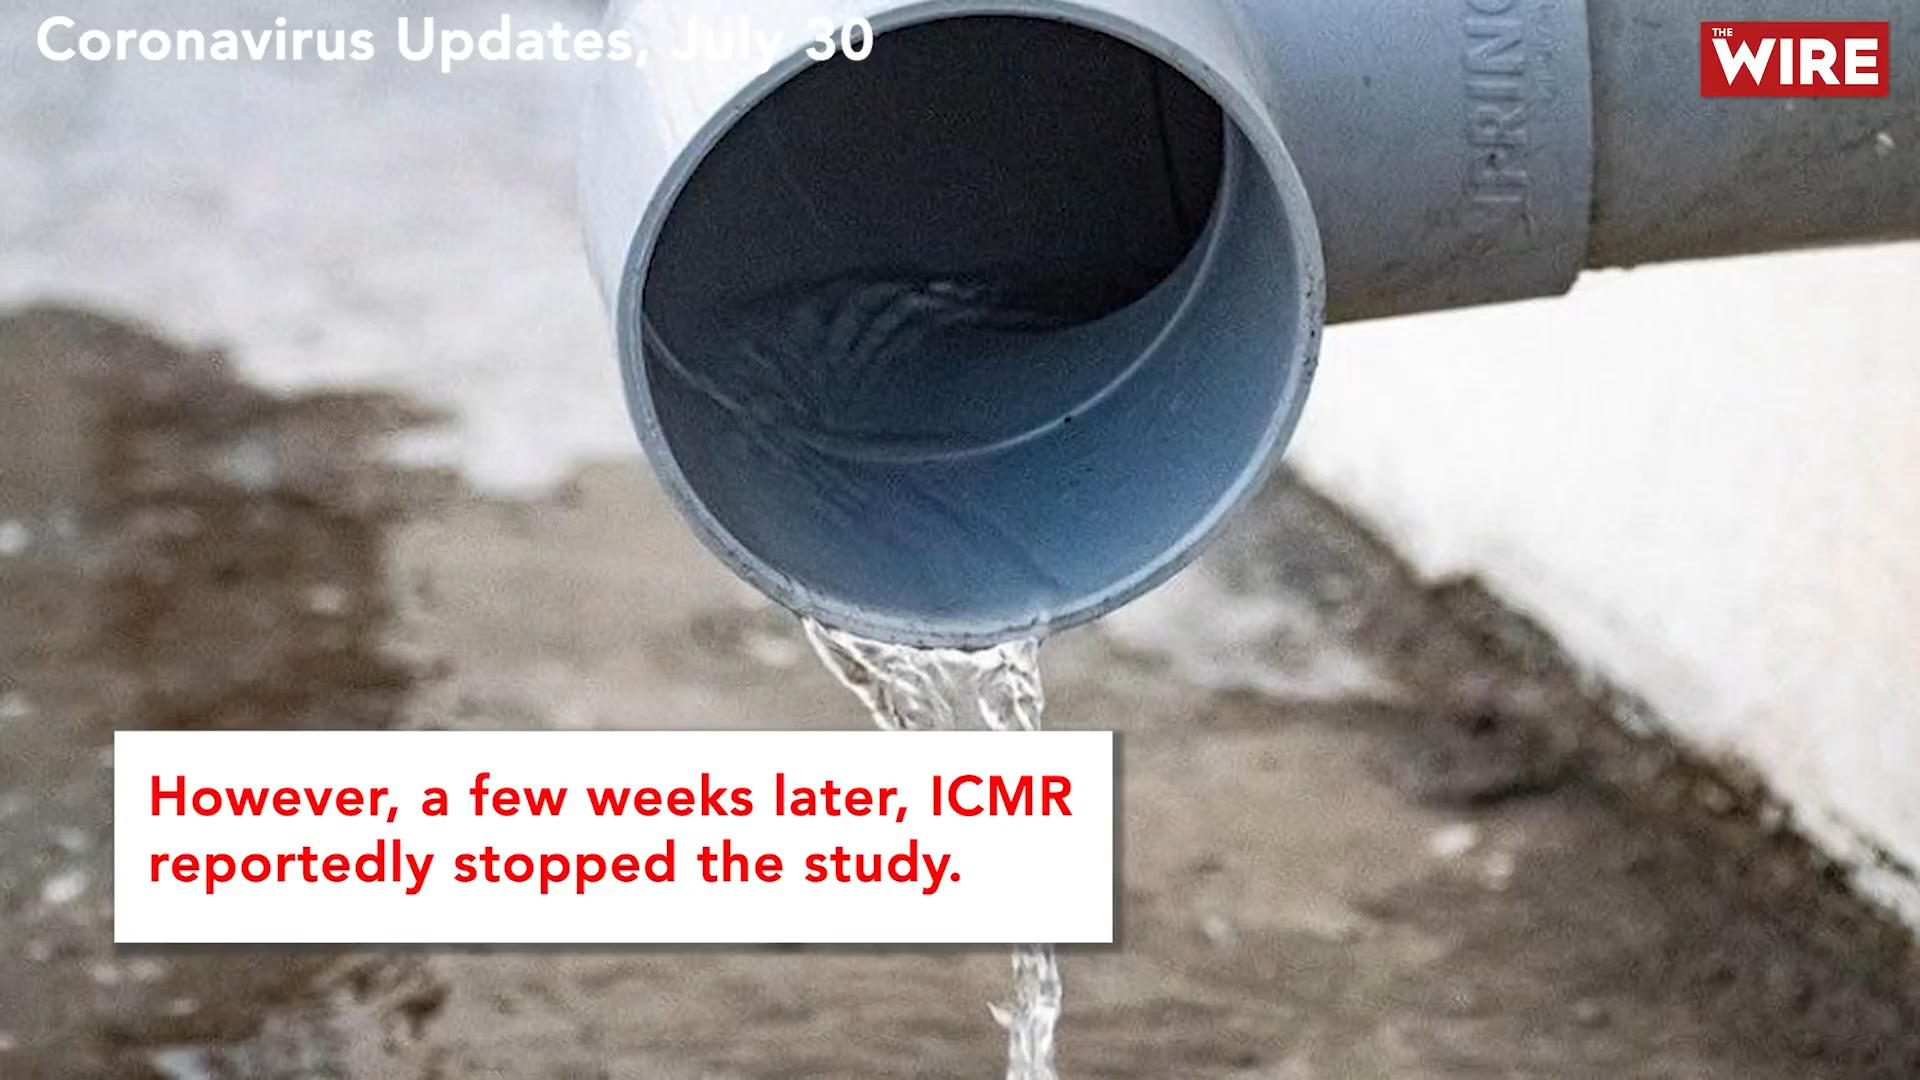 Coronavirus Updates, July 30
THE
WIRE
However, a few weeks later, ICMR
reportedly stopped the study.